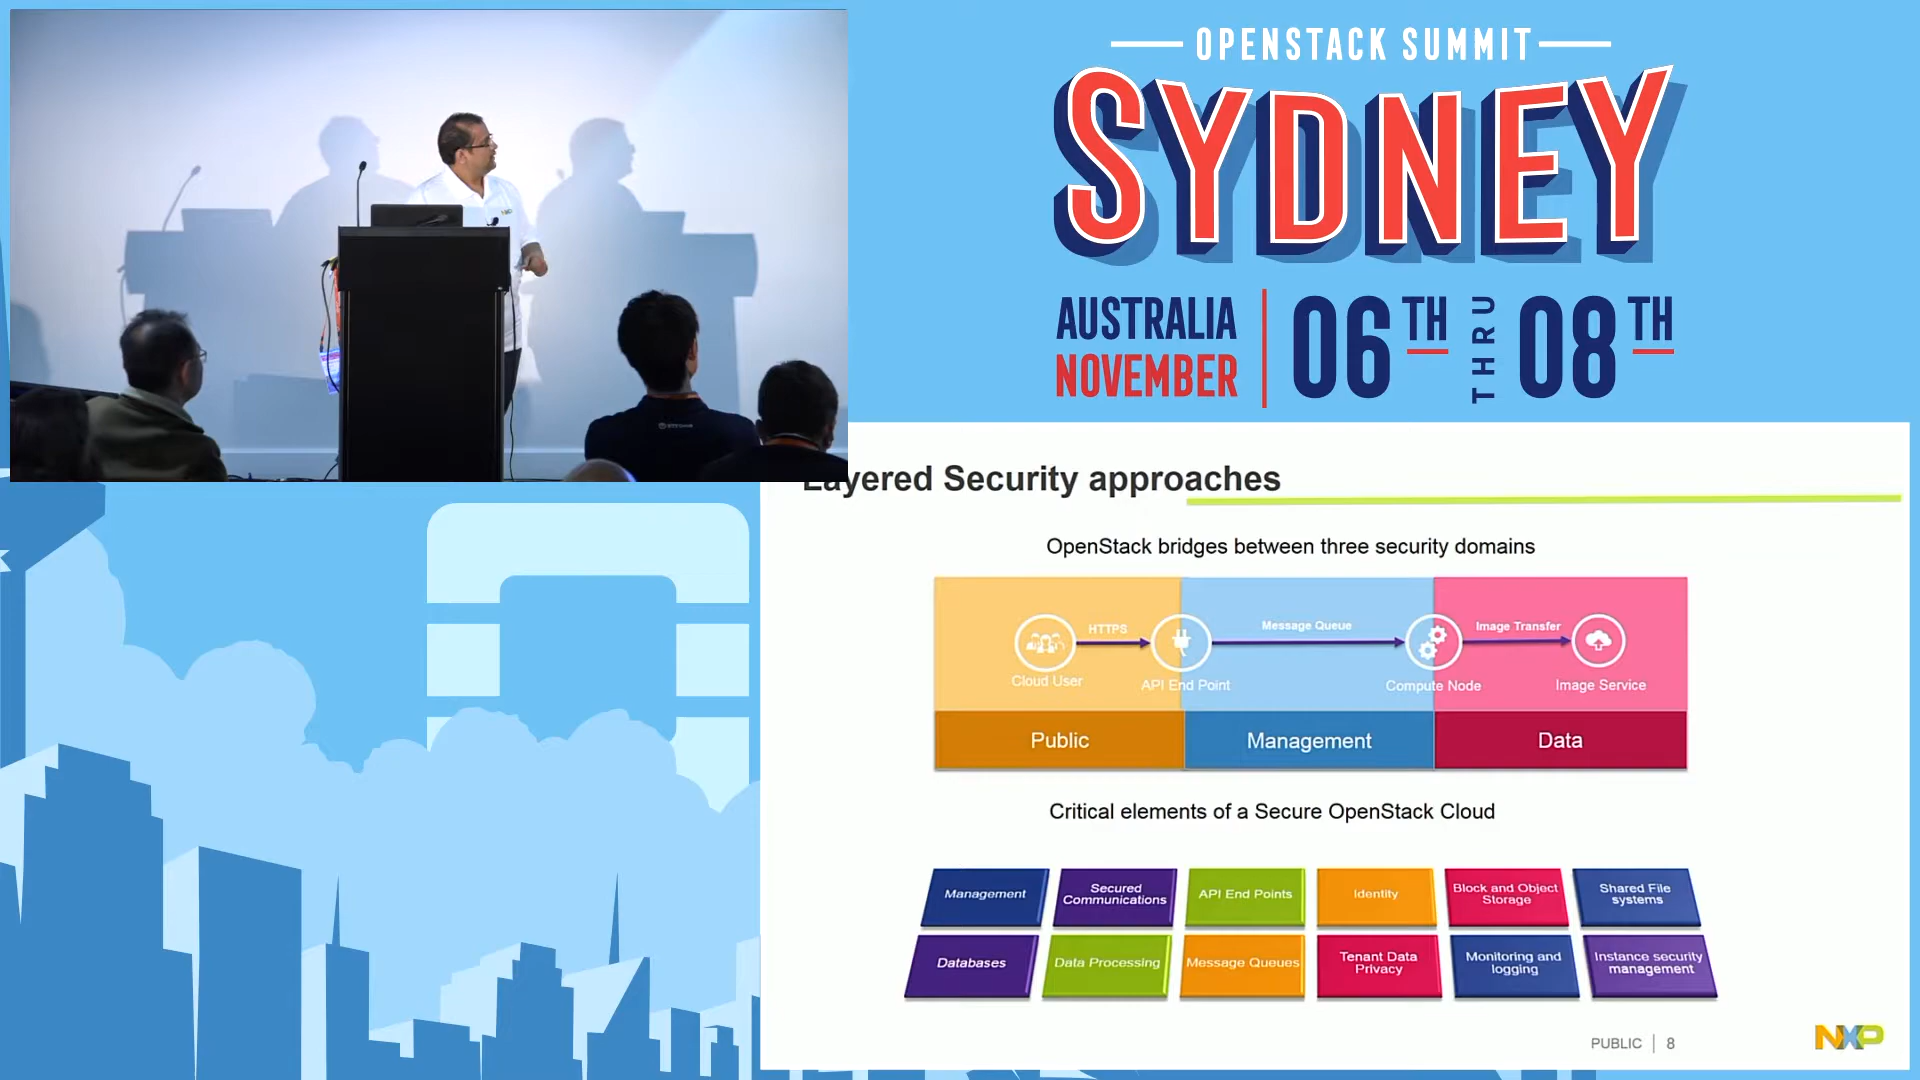 OPENSTACK SUMMIT
SYDNEY
AUSTRALIA
NOVEMBER
06TH THRU 08TH
NXP
Layered Security approaches
OpenStack bridges between three security domains
HTTPS
Message Queue
Image Transfer
Cloud User
API End Point
Compute Node
Image Service
Public
Management
Data
Critical elements of a Secure OpenStack Cloud
Management
Secured
Communications
API End Points
Identity
Block and Object
Storage
Shared File
systems
Databases
Data Processing
Message Queues
Tenant Data
Privacy
Monitoring and
logging
Instance security
management
PUBLIC | 8
NXP